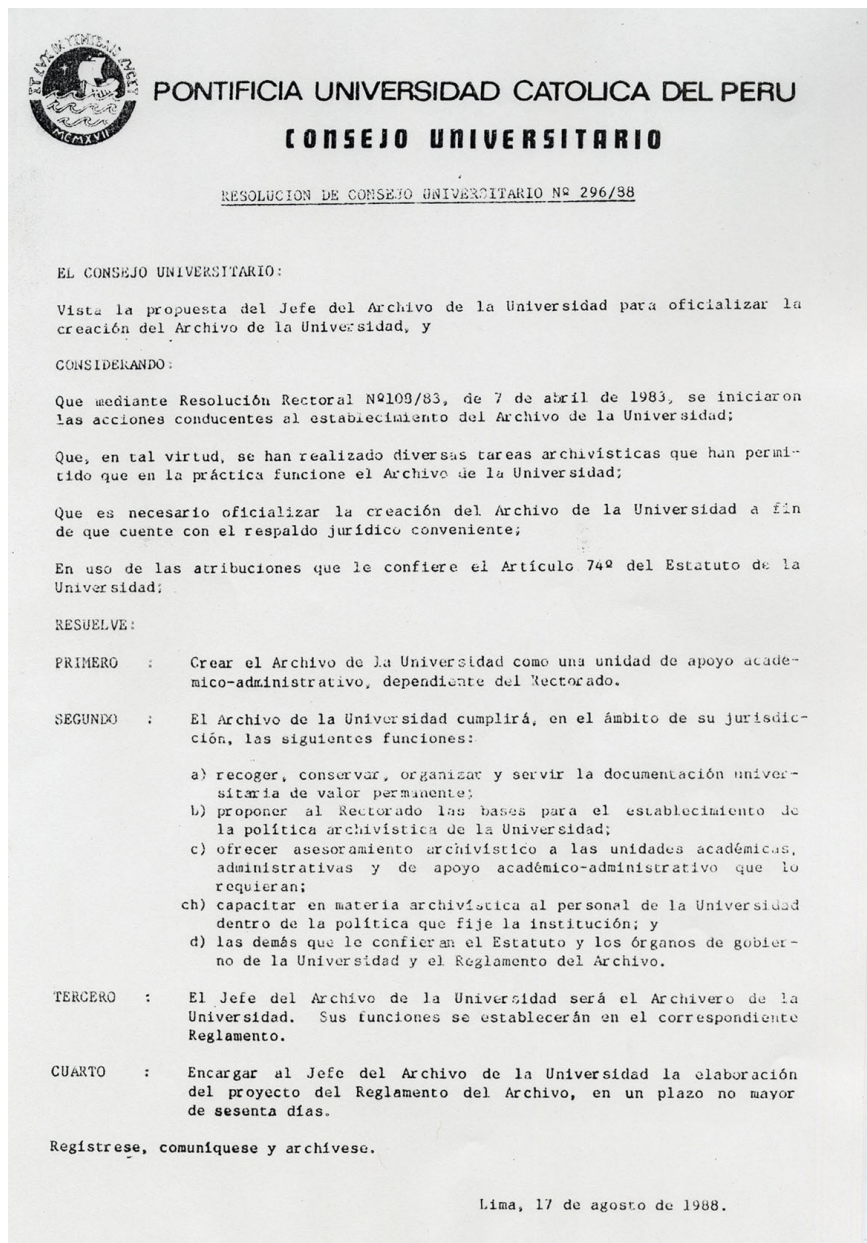 ET LUX IN TENEBRIS LUCET
MCMXVII
PONTIFICIA UNIVERSIDAD CATOLICA DEL PERU
CONSEJO UNIVERSITARIO
RESOLUCION DE CONSEJO UNIVERSITARIO Nº 296/88
EL CONSEJO UNIVERSITARIO:
Vista la propuesta del Jefe del Archivo de la Universidad para oficializar la
creación del Archivo de la Universidad, y
CONSIDERANDO:
Que mediante Resolución Rectoral Nº108/83, de 7 de abril de 1983, se iniciaron
las acciones conducentes al establecimiento del Archivo de la Universidad;
Que, en tal virtud, se han realizado diversas tareas archivísticas que han permi-
tido que en la práctica funcione el Archivo de la Universidad;
Que es necesario oficializar la creación del Archivo de la Universidad a fin
de que cuente con el respaldo jurídico conveniente;
En uso de las atribuciones que le confiere el Artículo 74º del Estatuto de la
Universidad;
RESUELVE:
PRIMERO : Crear el Archivo de la Universidad como una unidad de apoyo acadé-
mico-administrativo, dependiente del Rectorado.
SEGUNDO : El Archivo de la Universidad cumplirá, en el ámbito de su jurisdic-
ción, las siguientes funciones:
a) recoger, conservar, organizar y servir la documentación univer-
sitaria de valor permanente;
b) proponer al Rectorado las bases para el establecimiento de
la política archivística de la Universidad;
c) ofrecer asesoramiento archivístico a las unidades académicas,
administrativas y de apoyo académico-administrativo que lo
requieran;
ch) capacitar en materia archivística al personal de la Universidad
dentro de la política que fije la institución; y
d) las demás que le confieran el Estatuto y los órganos de gobier-
no de la Universidad y el Reglamento del Archivo.
TERCERO : El Jefe del Archivo de la Universidad será el Archivero de la
Universidad. Sus funciones se establecerán en el correspondiente
Reglamento.
CUARTO : Encargar al Jefe del Archivo de la Universidad la elaboración
del proyecto del Reglamento del Archivo, en un plazo no mayor
de sesenta días.
Regístrese, comuníquese y archívese.
Lima, 17 de agosto de 1988.